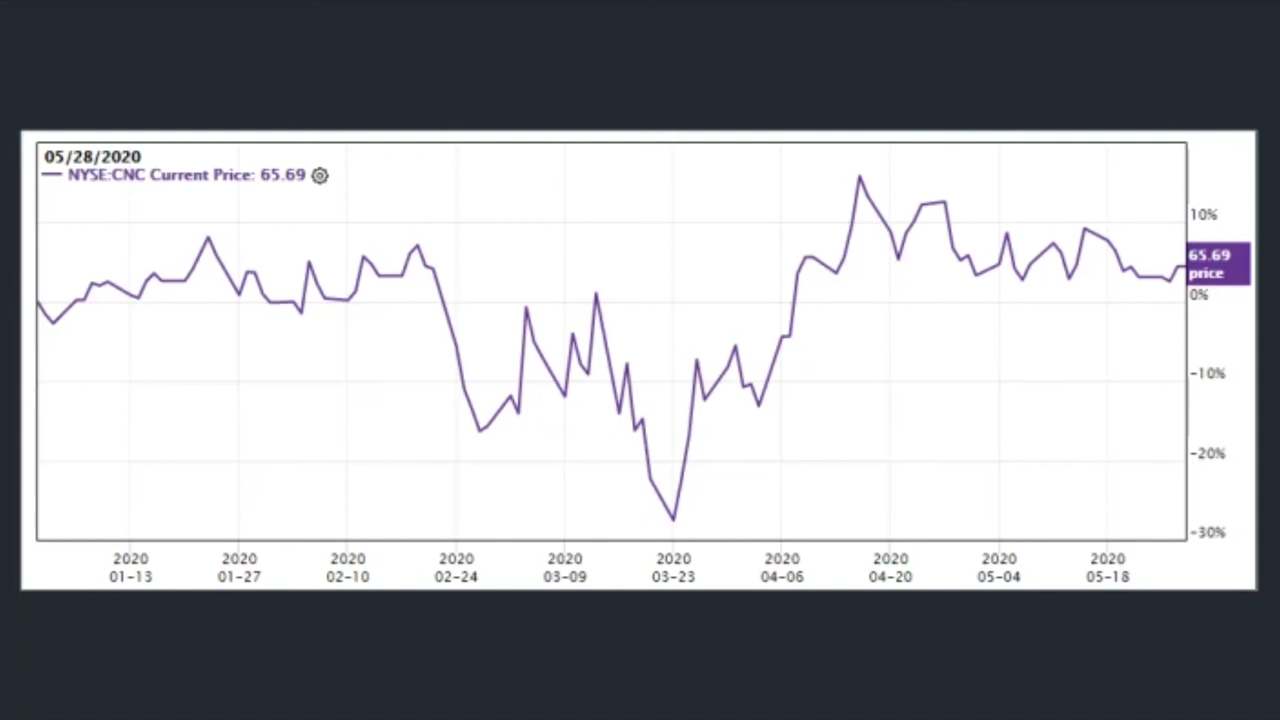 05/28/2020
NYSE:CNC Current Price: 65.69
10%
65.69
price
0%
-10%
-20%
-30%
2020 2020 2020 2020 2020 2020 2020 2020 2020 2020
01-13 01-27 02-10 02-24 03-09 03-23 04-06 04-20 05-04 05-18